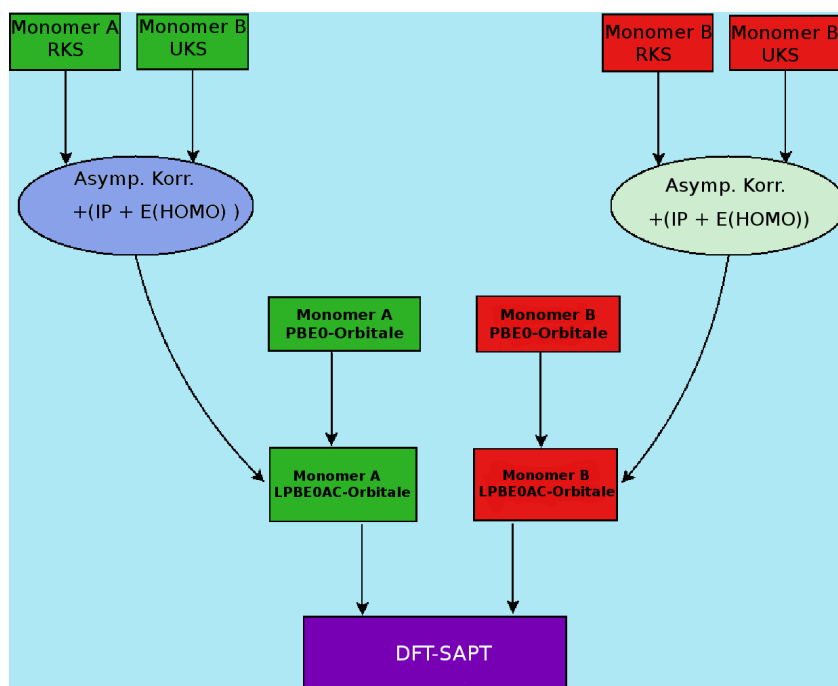 Monomer A
RKS
Monomer B
UKS
Monomer B
RKS
Monomer B
UKS
Asymp. Korr.
+(IP + E(HOMO) )
Asymp. Korr.
+(IP + E(HOMO))
Monomer A
PBE0-Orbitale
Monomer B
PBE0-Orbitale
Monomer A
LPBE0AC-Orbitale
Monomer B
LPBE0AC-Orbitale
DFT-SAPT